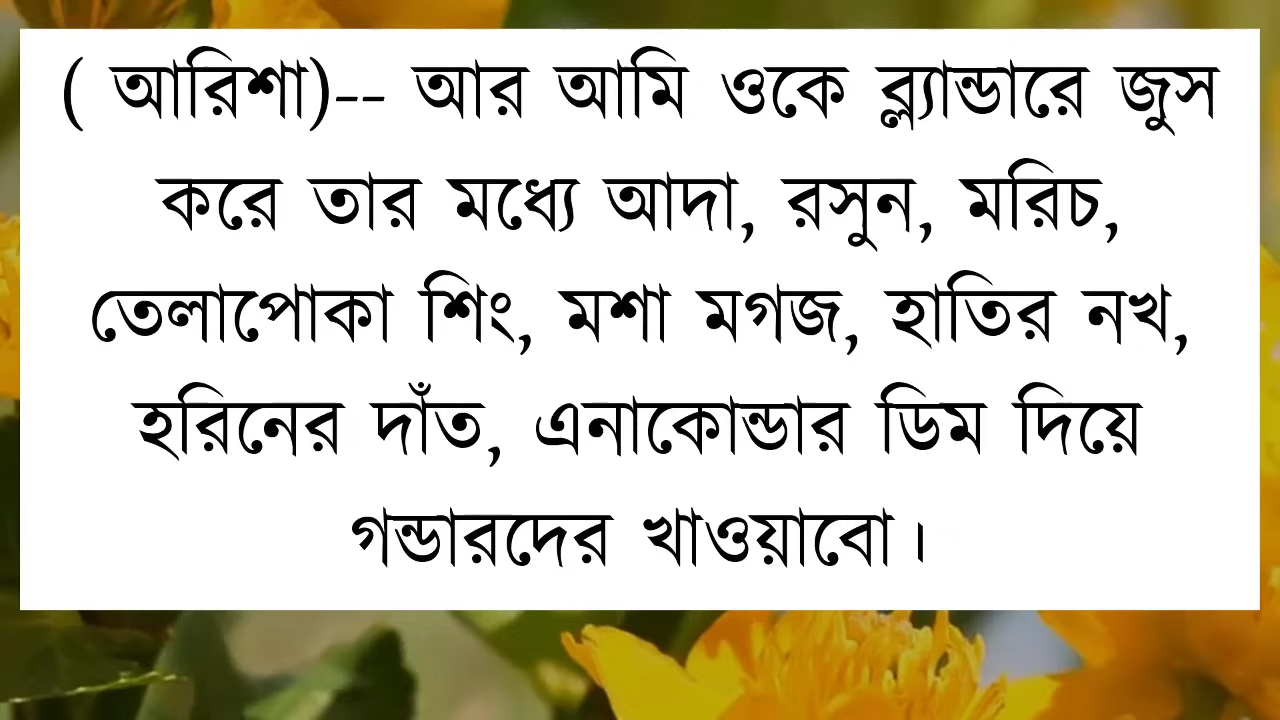 ( আরিশা)-- আর আমি ওকে ব্ল্যান্ডারে জুস
করে তার মধ্যে আদা, রসুন, মরিচ,
তেলাপোকা শিং, মশা মগজ, হাতির নখ,
হরিনের দাঁত, এনাকোন্ডার ডিম দিয়ে
গন্ডারদের খাওয়াবো।